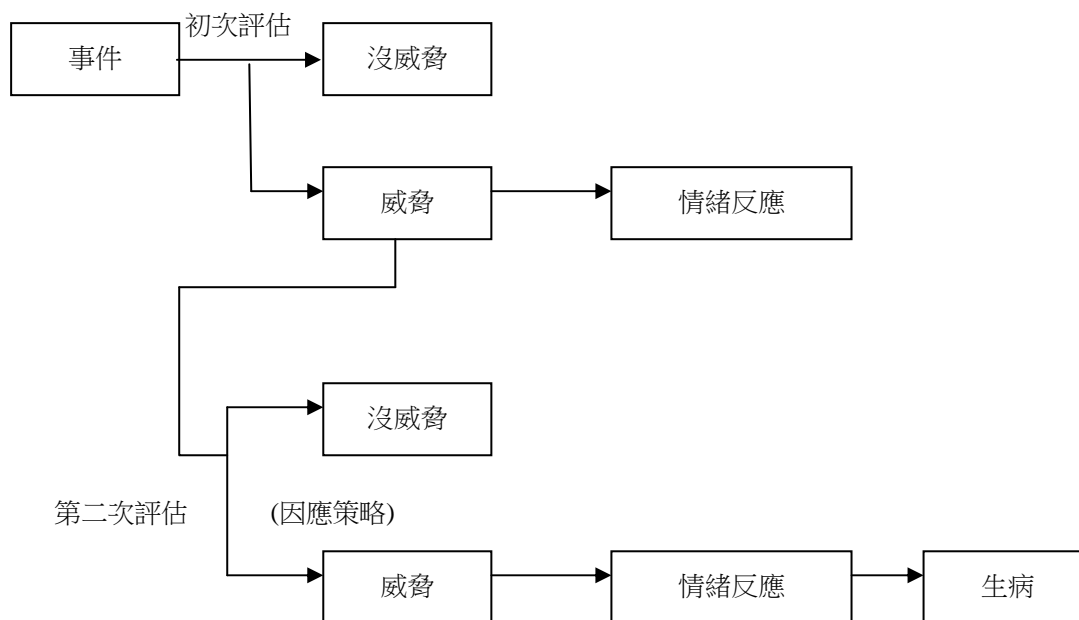 初次評估
事件
沒威脅
威脅
情緒反應
沒威脅
第二次評估
(因應策略)
威脅
情緒反應
生病